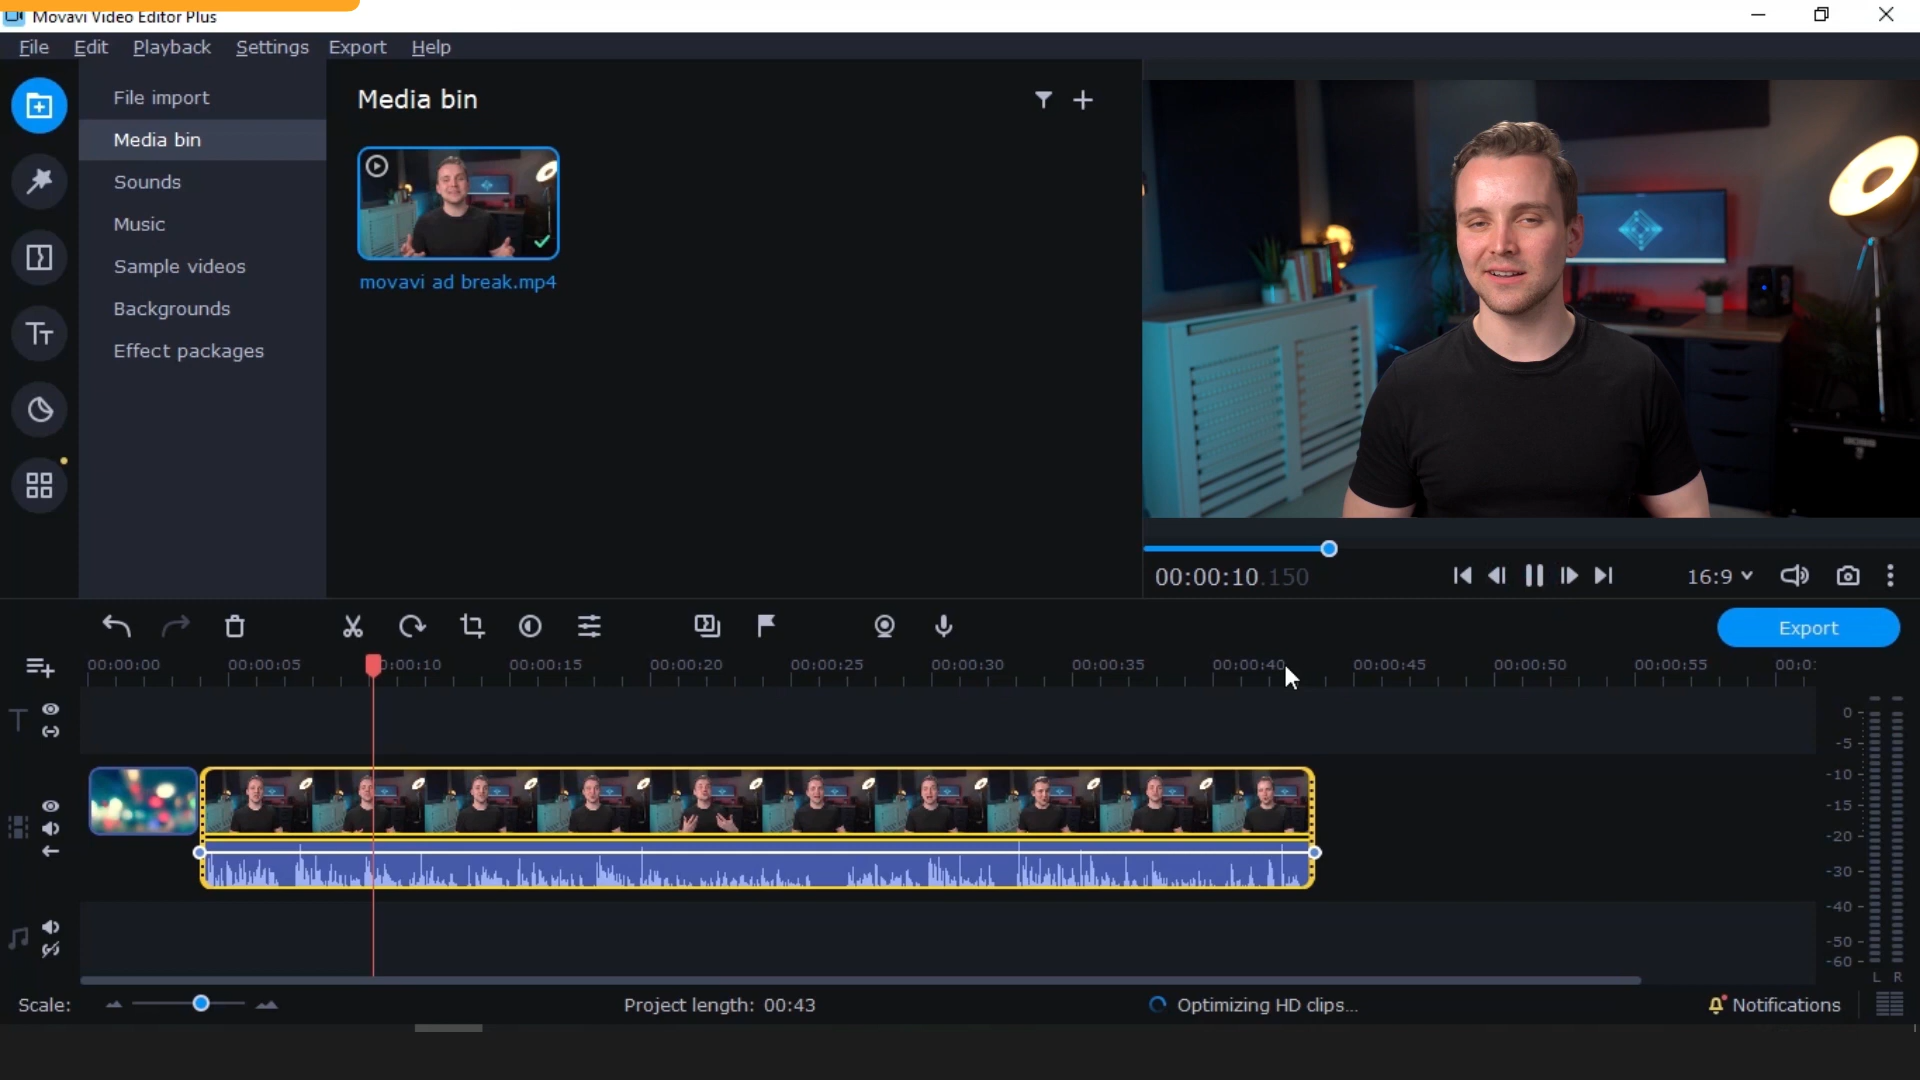 Movavi Video Editor Plus
File Edit Playback Settings Export Help
File import
Media bin
Sounds
Music
Sample videos
Backgrounds
Effect packages
Media bin
movavi ad break.mp4
00:00:10.150
16:9
Export
00:00:00 00:00:05 0:00:10 00:00:15 00:00:20 00:00:25 00:00:30 00:00:35 00:00:40 00:00:45 00:00:50 00:00:55 00:0
0
-5
-10
-15
-20
-30
-40
-50
-60
L R
Scale:
Project length: 00:43
Optimizing HD clips...
Notifications